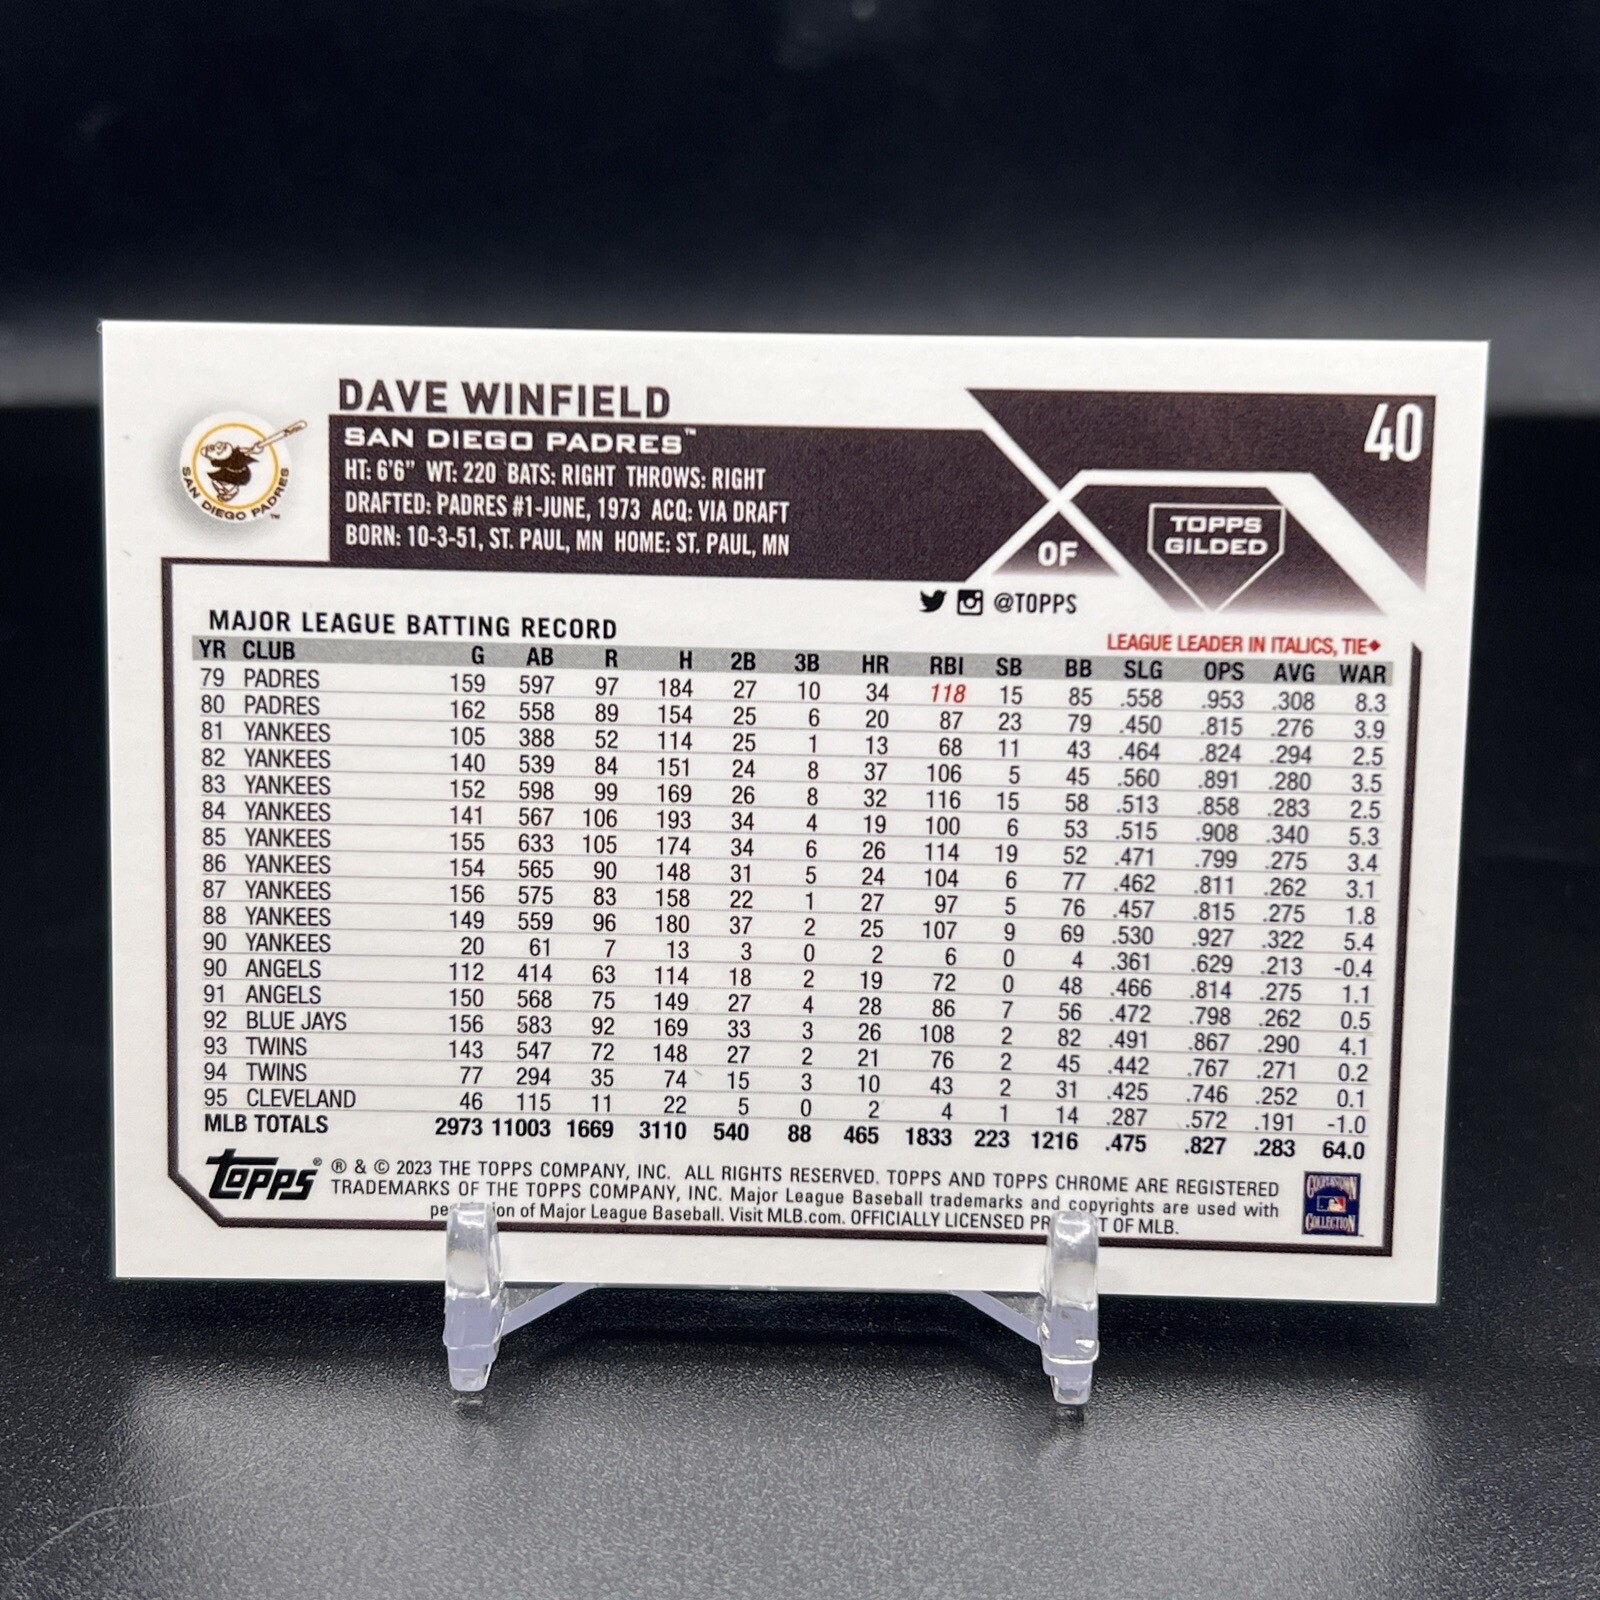 DAVE WINFIELD
40
SAN DIEGO PADRES™
HT: 6'6" WT: 220 BATS: RIGHT THROWS: RIGHT
DRAFTED: PADRES #1-JUNE, 1973 ACQ: VIA DRAFT
BORN: 10-3-51, ST. PAUL, MN HOME: ST. PAUL, MN
SAN DIEGO PADRES ™
OF
TOPPS
GILDED
@TOPPS
MAJOR LEAGUE BATTING RECORD
LEAGUE LEADER IN ITALICS, TIE♦
YR CLUB G AB R H 2B 3B HR RBI SB BB SLG OPS AVG WAR
79 PADRES 159 597 97 184 27 10 34 118 15 85 .558 .953 .308 8.3
80 PADRES 162 558 89 154 25 6 20 87 23 79 .450 .815 .276 3.9
81 YANKEES 105 388 52 114 25 1 13 68 11 43 .464 .824 .294 2.5
82 YANKEES 140 539 84 151 24 8 37 106 5 45 .560 .891 .280 3.5
83 YANKEES 152 598 99 169 26 8 32 116 15 58 .513 .858 .283 2.5
84 YANKEES 141 567 106 193 34 4 19 100 6 53 .515 .908 .340 5.3
85 YANKEES 155 633 105 174 34 6 26 114 19 52 .471 .799 .275 3.4
86 YANKEES 154 565 90 148 31 5 24 104 6 77 .462 .811 .262 3.1
87 YANKEES 156 575 83 158 22 1 27 97 5 76 .457 .815 .275 1.8
88 YANKEES 149 559 96 180 37 2 25 107 9 69 .530 .927 .322 5.4
90 YANKEES 20 61 7 13 3 0 2 6 0 4 .361 .629 .213 -0.4
90 ANGELS 112 414 63 114 18 2 19 72 0 48 .466 .814 .275 1.1
91 ANGELS 150 568 75 149 27 4 28 86 7 56 .472 .798 .262 0.5
92 BLUE JAYS 156 583 92 169 33 3 26 108 2 82 .491 .867 .290 4.1
93 TWINS 143 547 72 148 27 2 21 76 2 45 .442 .767 .271 0.2
94 TWINS 77 294 35 74 15 3 10 43 2 31 .425 .746 .252 0.1
95 CLEVELAND 46 115 11 22 5 0 2 4 1 14 .287 .572 .191 -1.0
MLB TOTALS 2973 11003 1669 3110 540 88 465 1833 223 1216 .475 .827 .283 64.0
topps®
® & © 2023 THE TOPPS COMPANY, INC. ALL RIGHTS RESERVED. TOPPS AND TOPPS CHROME ARE REGISTERED
TRADEMARKS OF THE TOPPS COMPANY, INC. Major League Baseball trademarks and copyrights are used with
pe ion of Major League Baseball. Visit MLB.com. OFFICIALLY LICENSED PR T OF MLB.
COOPERSTOWN
COLLECTION